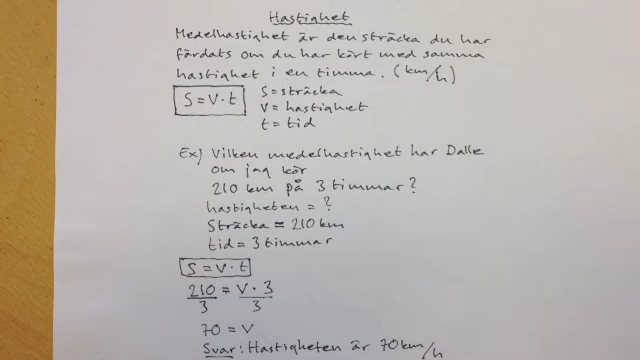 Hastighet
Medelhastighet är den sträcka du har
färdats om du har kört med samma
hastighet i en timma. (km/h)
S = V · t
S = sträcka
V = hastighet
t = tid
Ex) Vilken medelhastighet har Dalle
om jag kör
210 km på 3 timmar?
hastigheten = ?
Sträcka = 210 km
tid = 3 timmar
S = V · t
210/3 = V · 3/3
70 = V
Svar: Hastigheten är 70 km/h